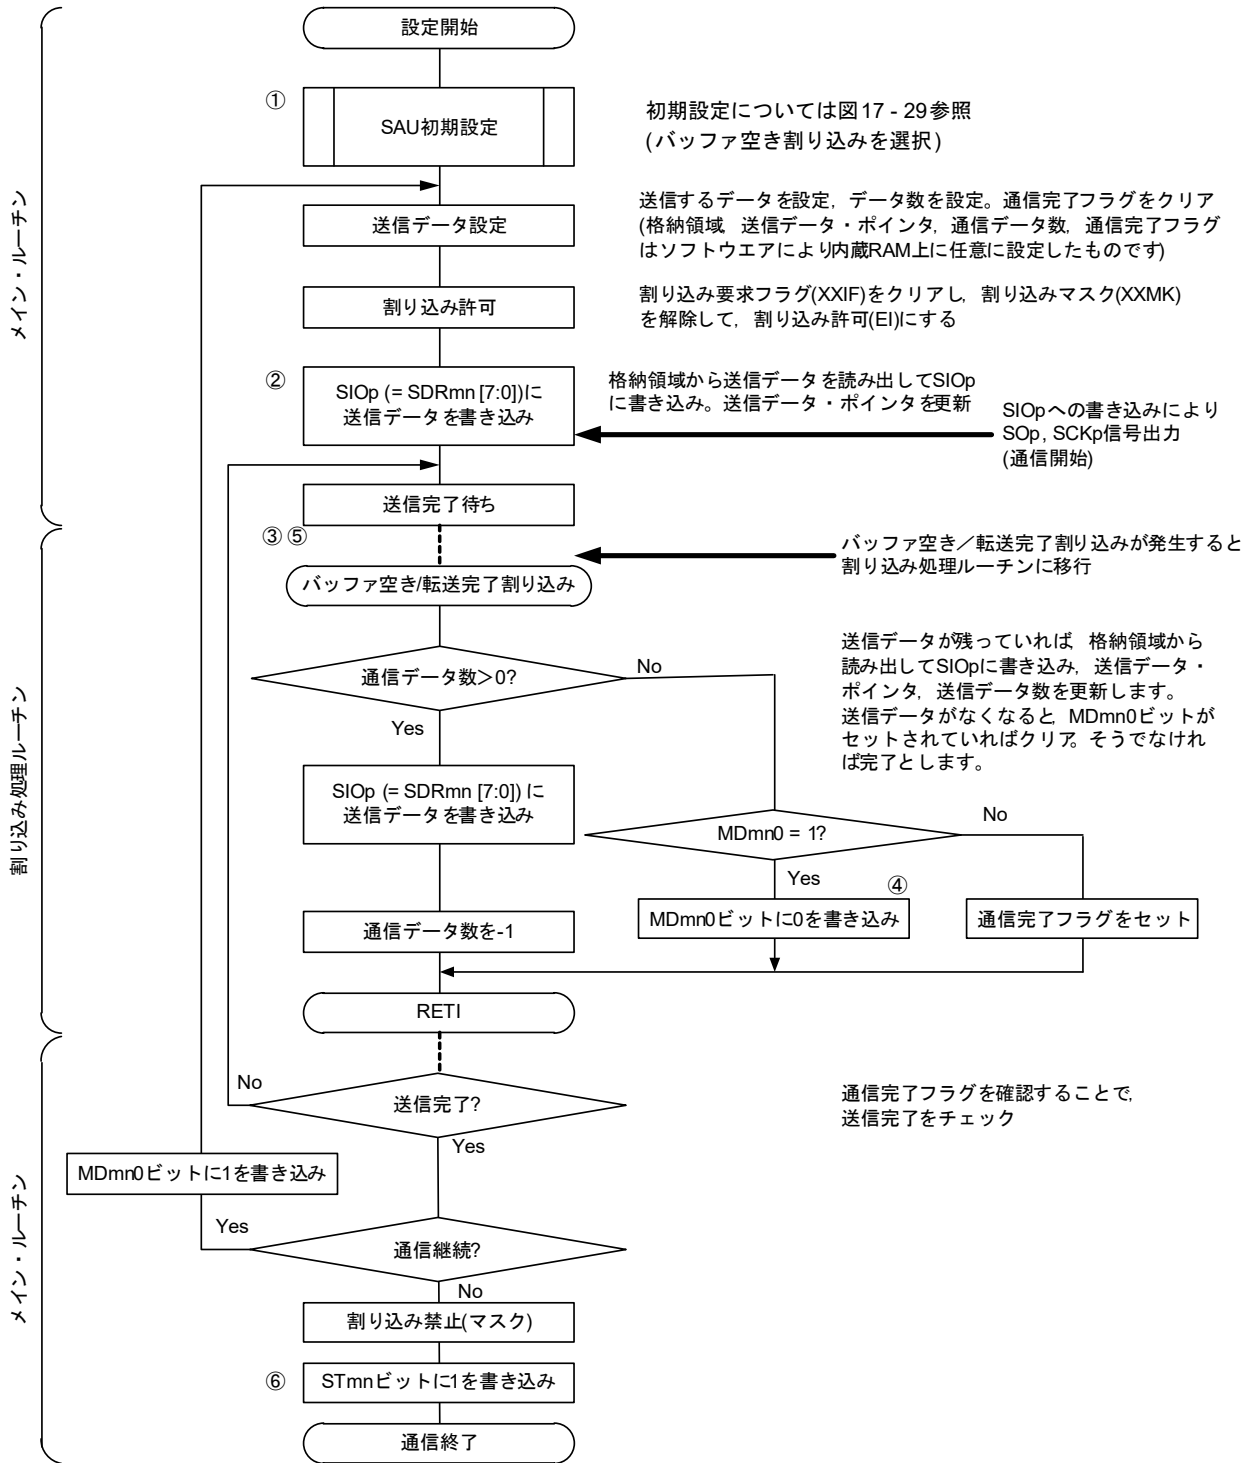 設定開始
①
SAU初期設定
初期設定については図17 - 29参照
(バッファ空き割り込みを選択)
メイン・ルーチン
送信データ設定
送信するデータを設定，データ数を設定。通信完了フラグをクリア
(格納領域，送信データ・ポインタ，通信データ数，通信完了フラグ
はソフトウエアにより内蔵RAM上に任意に設定したものです)
割り込み許可
割り込み要求フラグ(XXIF)をクリアし，割り込みマスク(XXMK)
を解除して，割り込み許可(EI)にする
②
SIOp (= SDRmn [7:0])に
送信データを書き込み
格納領域から送信データを読み出してSIOp
に書き込み。送信データ・ポインタを更新
SIOpへの書き込みにより
SOp, SCKp信号出力
(通信開始)
送信完了待ち
③⑤
バッファ空き／転送完了割り込みが発生すると
割り込み処理ルーチンに移行
バッファ空き/転送完了割り込み
割り込み処理ルーチン
通信データ数＞0?
No
Yes
送信データが残っていれば，格納領域から
読み出してSIOpに書き込み，送信データ・
ポインタ，送信データ数を更新します。
送信データがなくなると，MDmn0ビットが
セットされていればクリア。そうでなけれ
ば完了とします。
SIOp (= SDRmn [7:0]) に
送信データを書き込み
MDmn0 = 1?
No
Yes
④
通信データ数を-1
MDmn0ビットに0を書き込み
通信完了フラグをセット
RETI
メイン・ルーチン
No
送信完了?
Yes
通信完了フラグを確認することで，
送信完了をチェック
MDmn0ビットに1を書き込み
Yes
通信継続?
No
割り込み禁止(マスク)
⑥
STmnビットに1を書き込み
通信終了